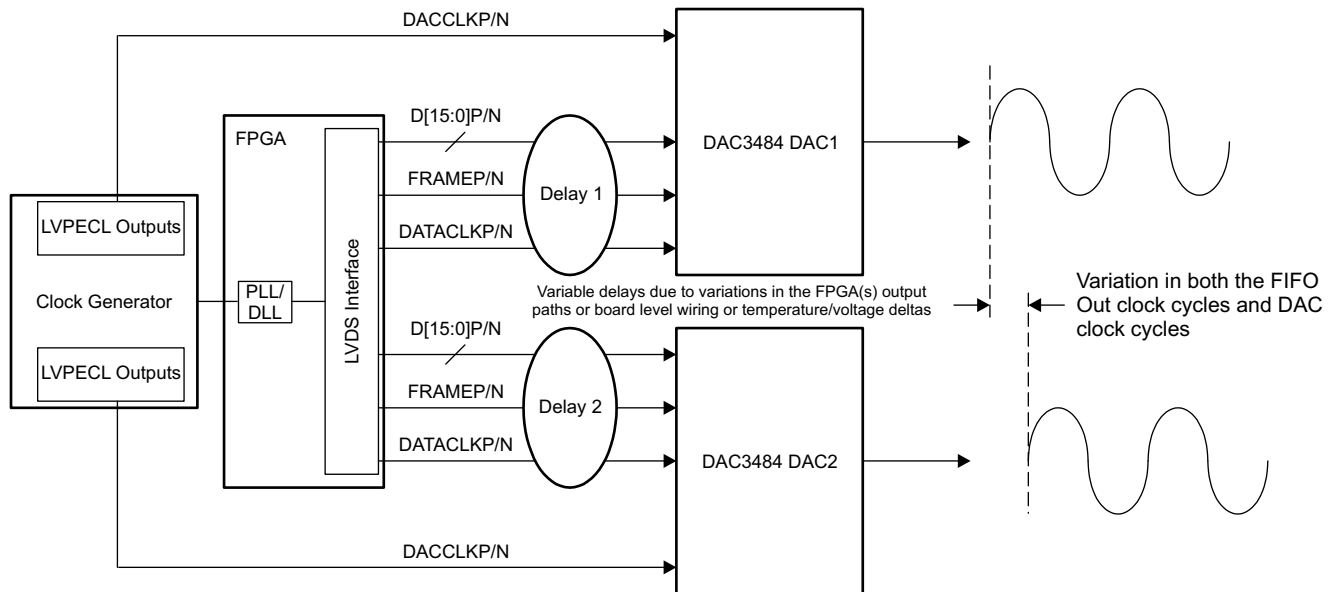 DACCLKP/N
FPGA
D[15:0]P/N
FRAMEP/N
DATACLKP/N
Delay 1
DAC3484 DAC1
LVPECL Outputs
Clock Generator
LVPECL Outputs
PLL/
DLL
LVDS Interface
Variable delays due to variations in the FPGA(s) output
paths or board level wiring or temperature/voltage deltas
Variation in both the FIFO
Out clock cycles and DAC
clock cycles
D[15:0]P/N
FRAMEP/N
DATACLKP/N
Delay 2
DAC3484 DAC2
DACCLKP/N